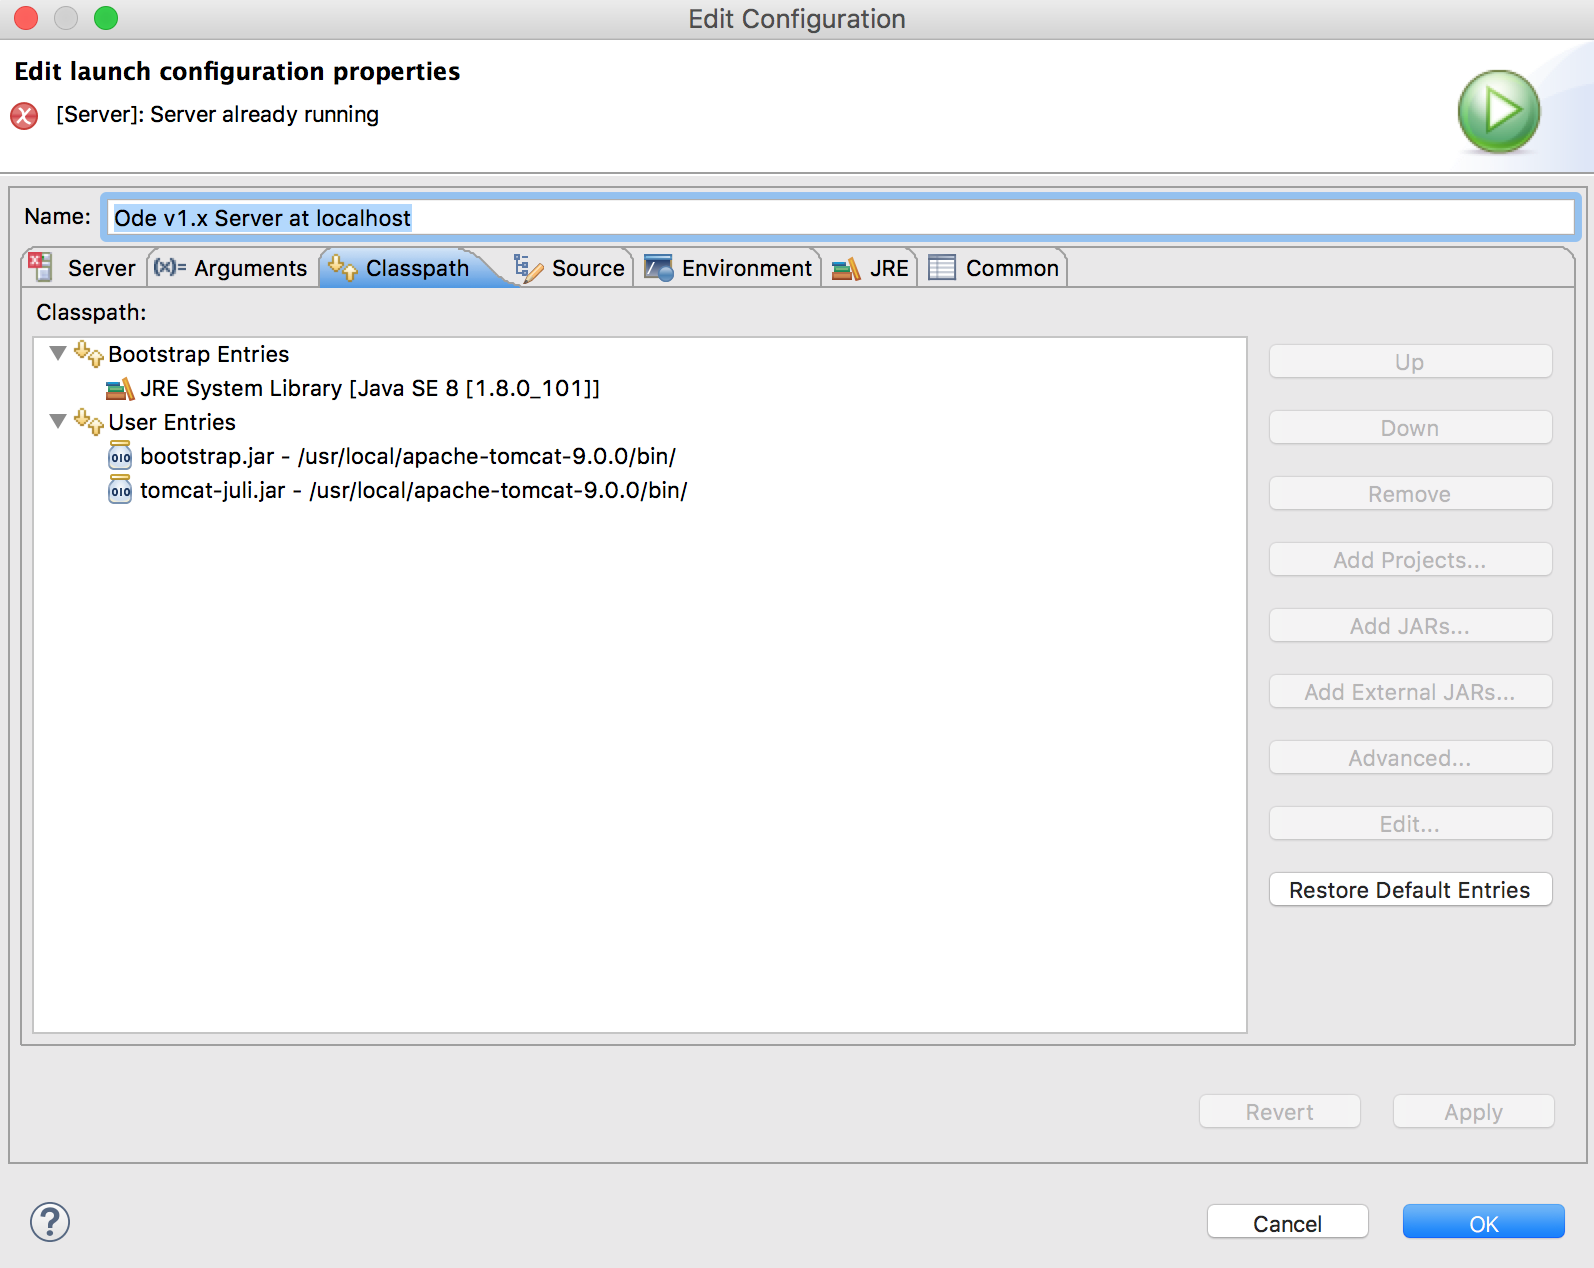 Edit Configuration
Edit launch configuration properties
[Server]: Server already running
Name: Ode v1.x Server at localhost
Server (x)= Arguments Classpath Source Environment JRE Common
Classpath:
Bootstrap Entries
JRE System Library [Java SE 8 [1.8.0_101]]
User Entries
010 bootstrap.jar - /usr/local/apache-tomcat-9.0.0/bin/
010 tomcat-juli.jar - /usr/local/apache-tomcat-9.0.0/bin/
Up
Down
Remove
Add Projects...
Add JARs...
Add External JARs...
Advanced...
Edit...
Restore Default Entries
Revert Apply
? Cancel OK